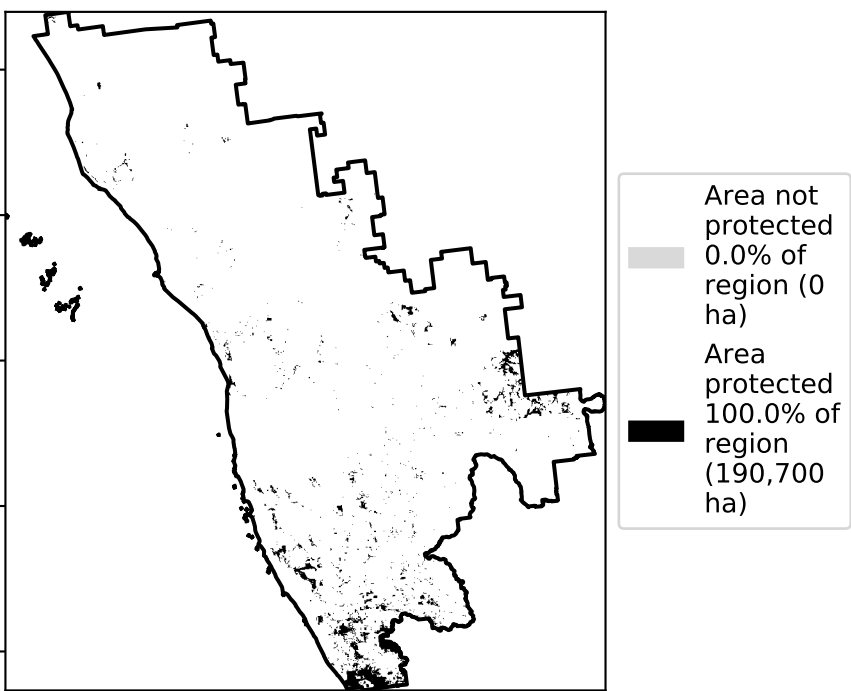 Area not
protected
0.0% of
region (0
ha)
Area
protected
100.0% of
region
(190,700
ha)